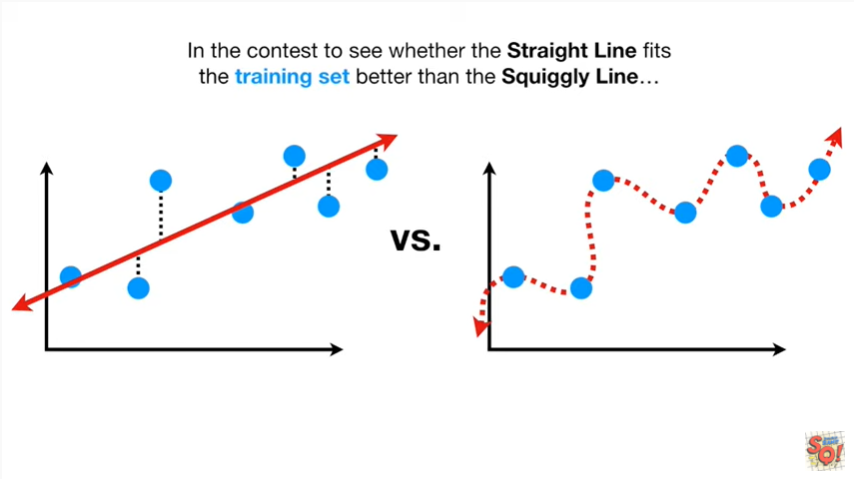 In the contest to see whether the Straight Line fits
the training set better than the Squiggly Line...
vs.
SQ!